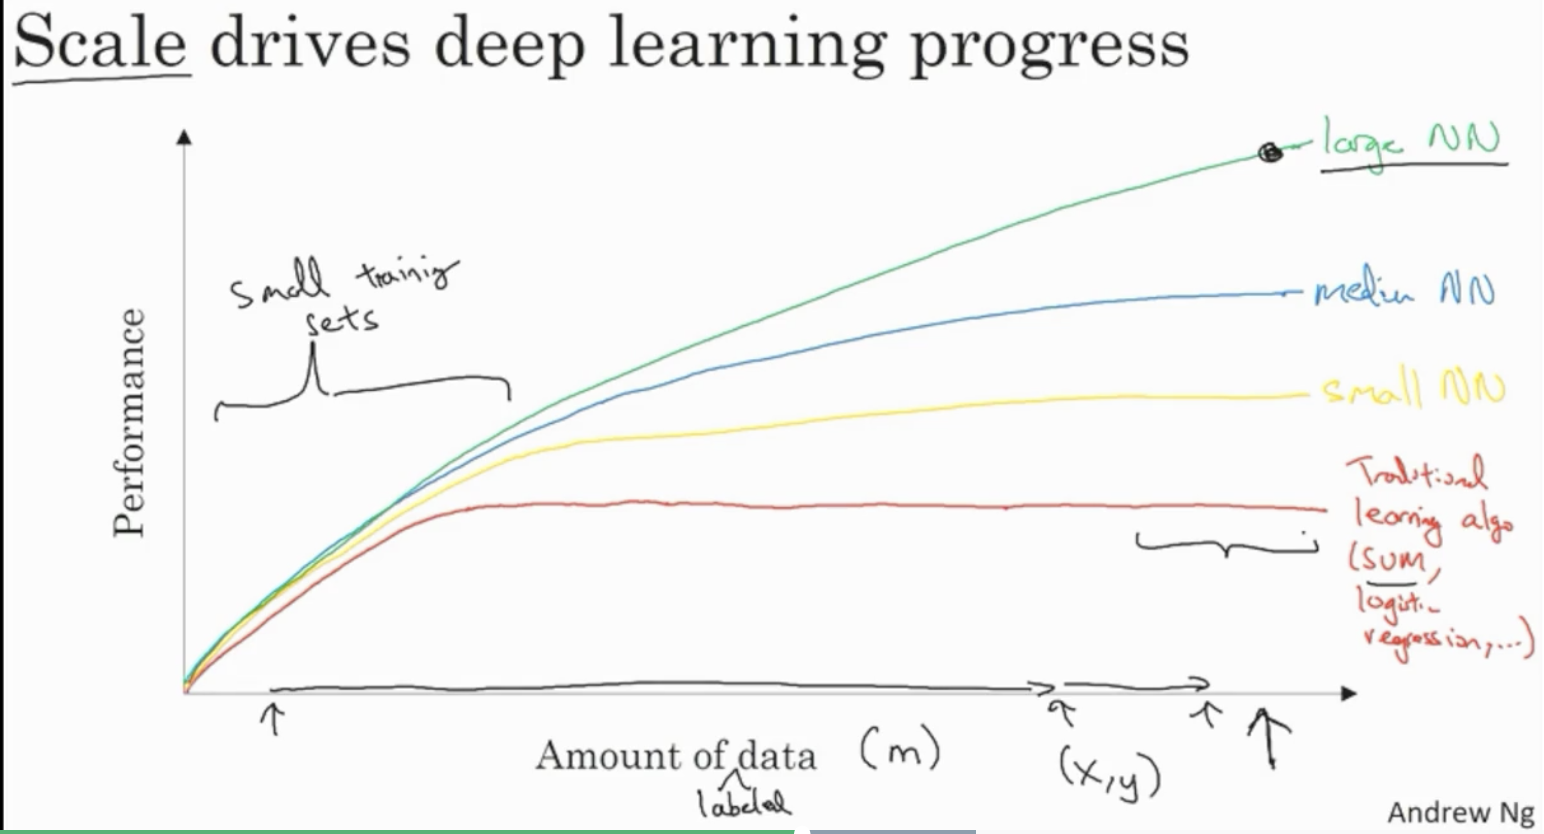 Scale drives deep learning progress
large NN
small training
sets
medium NN
small NN
Performance
Traditional
learning algo
(SVM,
logistic
regression,...)
Amount of data (m)
labeled
(x,y)
Andrew Ng